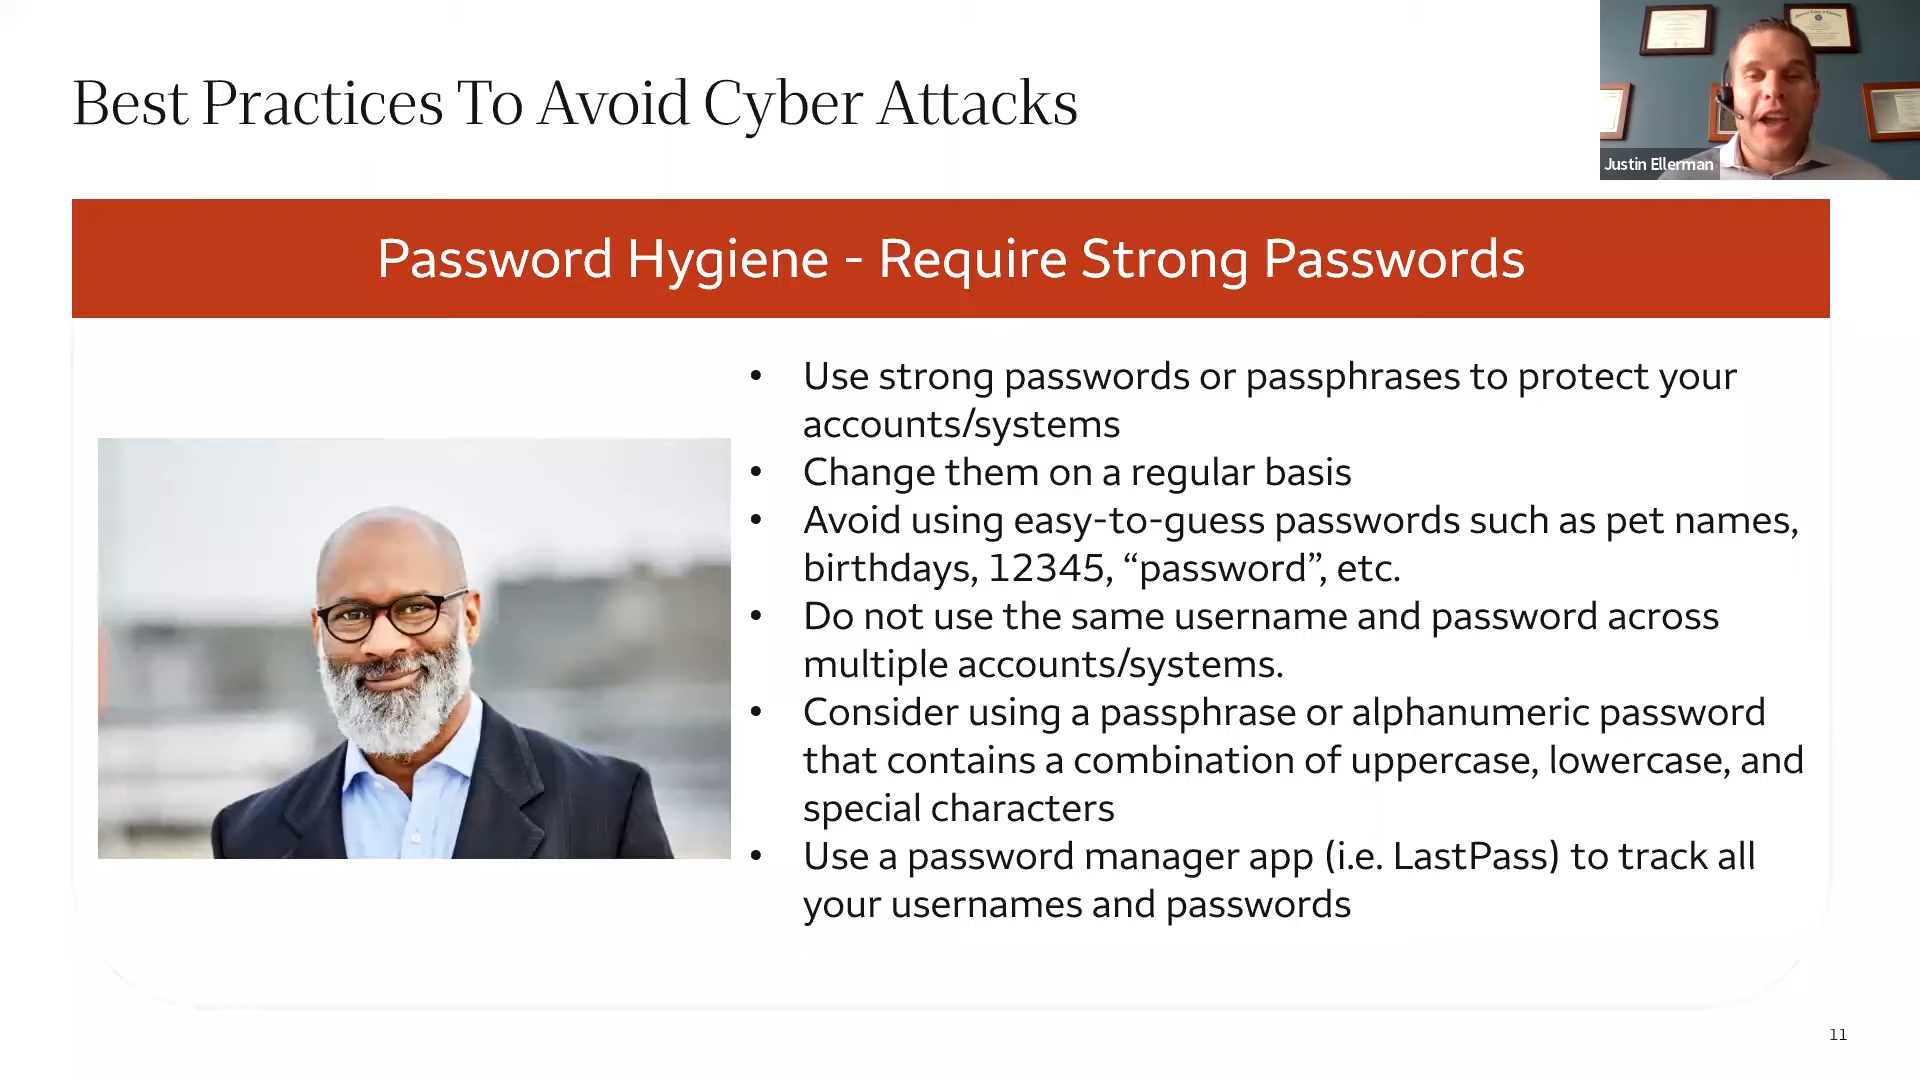 Best Practices To Avoid Cyber Attacks
Justin Ellerman
Password Hygiene - Require Strong Passwords
• Use strong passwords or passphrases to protect your
accounts/systems
• Change them on a regular basis
• Avoid using easy-to-guess passwords such as pet names,
birthdays, 12345, “password”, etc.
• Do not use the same username and password across
multiple accounts/systems.
• Consider using a passphrase or alphanumeric password
that contains a combination of uppercase, lowercase, and
special characters
• Use a password manager app (i.e. LastPass) to track all
your usernames and passwords
11